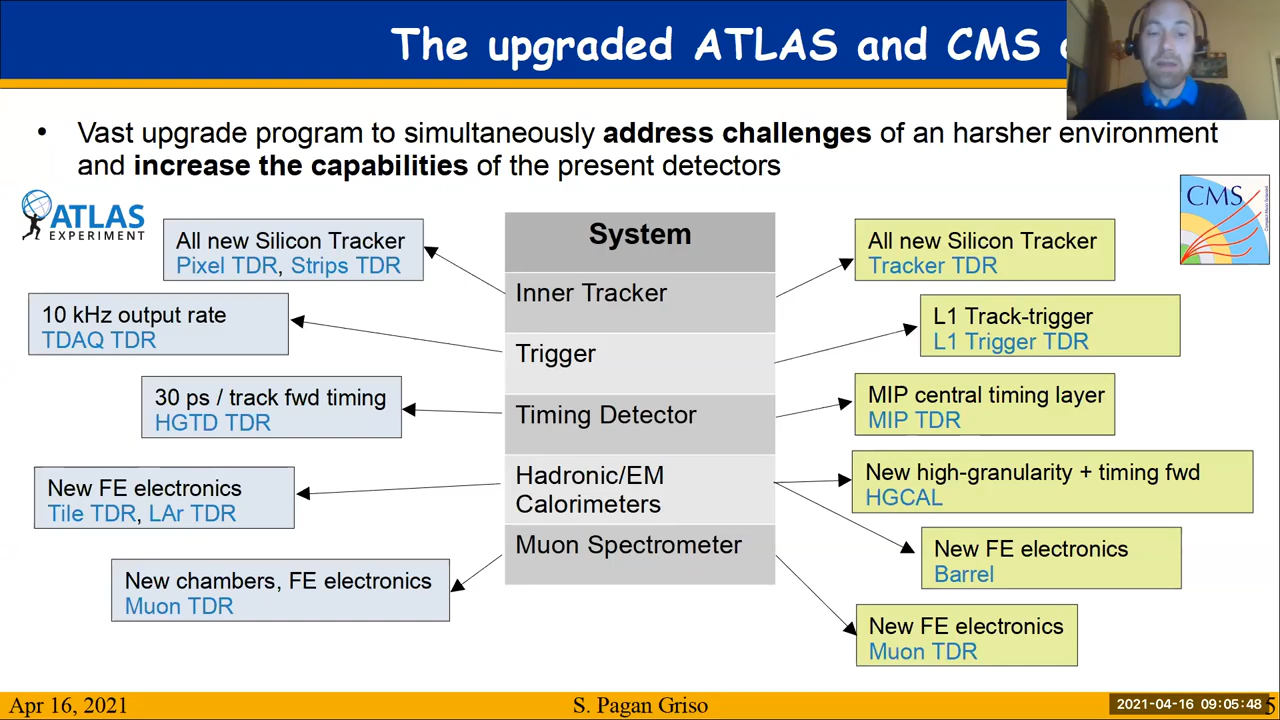 The upgraded ATLAS and CMS
• Vast upgrade program to simultaneously address challenges of an harsher environment
and increase the capabilities of the present detectors
ATLAS
EXPERIMENT
CMS
All new Silicon Tracker
Pixel TDR, Strips TDR
10 kHz output rate
TDAQ TDR
30 ps / track fwd timing
HGTD TDR
New FE electronics
Tile TDR, LAr TDR
New chambers, FE electronics
Muon TDR
System
Inner Tracker
Trigger
Timing Detector
Hadronic/EM
Calorimeters
Muon Spectrometer
All new Silicon Tracker
Tracker TDR
L1 Track-trigger
L1 Trigger TDR
MIP central timing layer
MIP TDR
New high-granularity + timing fwd
HGCAL
New FE electronics
Barrel
New FE electronics
Muon TDR
Apr 16, 2021
S. Pagan Griso
2021-04-16 09:05:48
5